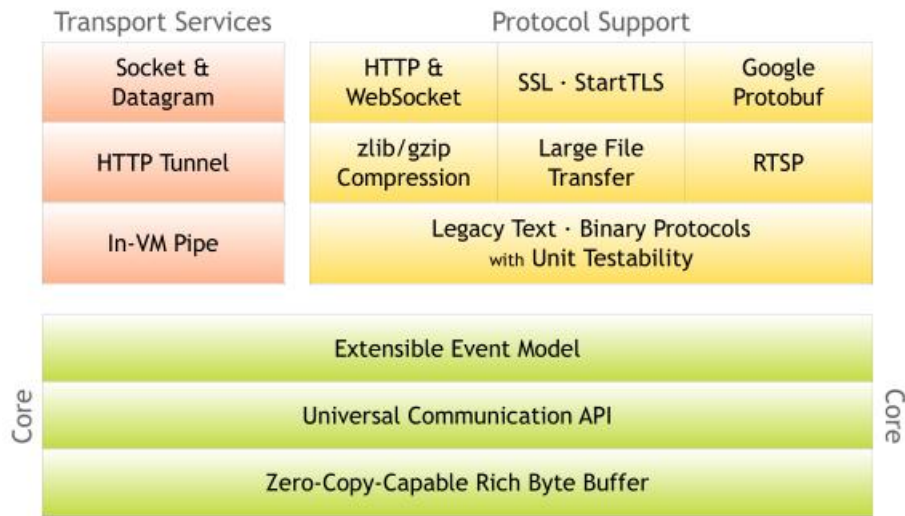 Transport Services
Protocol Support
Socket &
Datagram
HTTP Tunnel
In-VM Pipe
HTTP &
WebSocket
SSL · StartTLS
Google
Protobuf
zlib/gzip
Compression
Large File
Transfer
RTSP
Legacy Text · Binary Protocols
with Unit Testability
Core
Extensible Event Model
Universal Communication API
Zero-Copy-Capable Rich Byte Buffer
Core